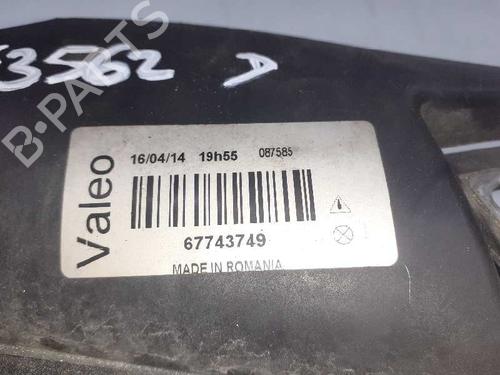 3562 D
B-PARTS
Valeo
16/04/14 19h55 087585
67743749
MADE IN ROMANIA